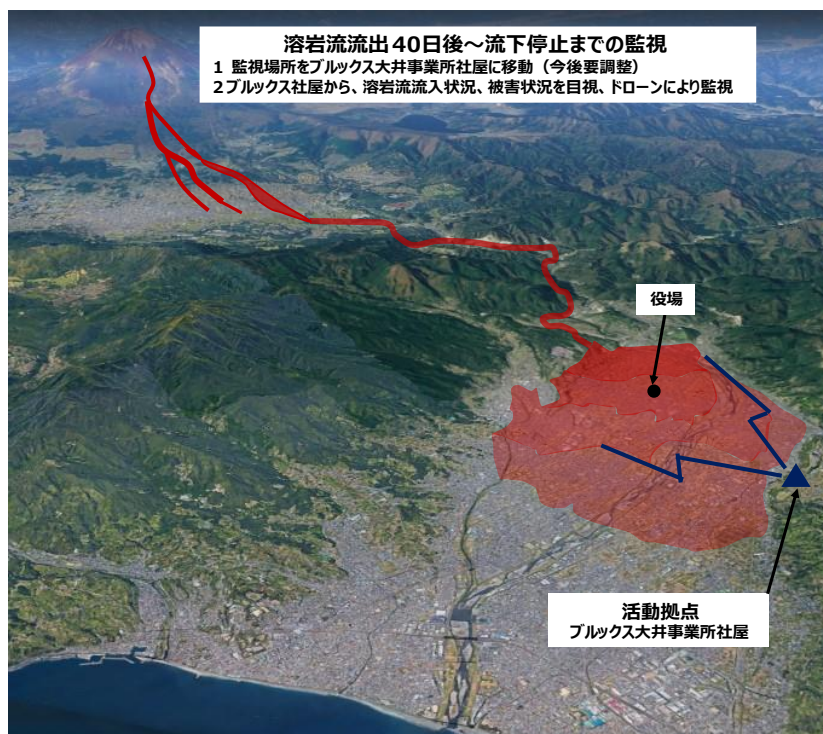 溶岩流流出40日後~流下停止までの監視
1 監視場所をブルックス大井事業所社屋に移動(今後要調整)
2ブルックス社屋から、溶岩流流入状況、被害状況を目視、ドローンにより監視
役場
活動拠点
ブルックス大井事業所社屋